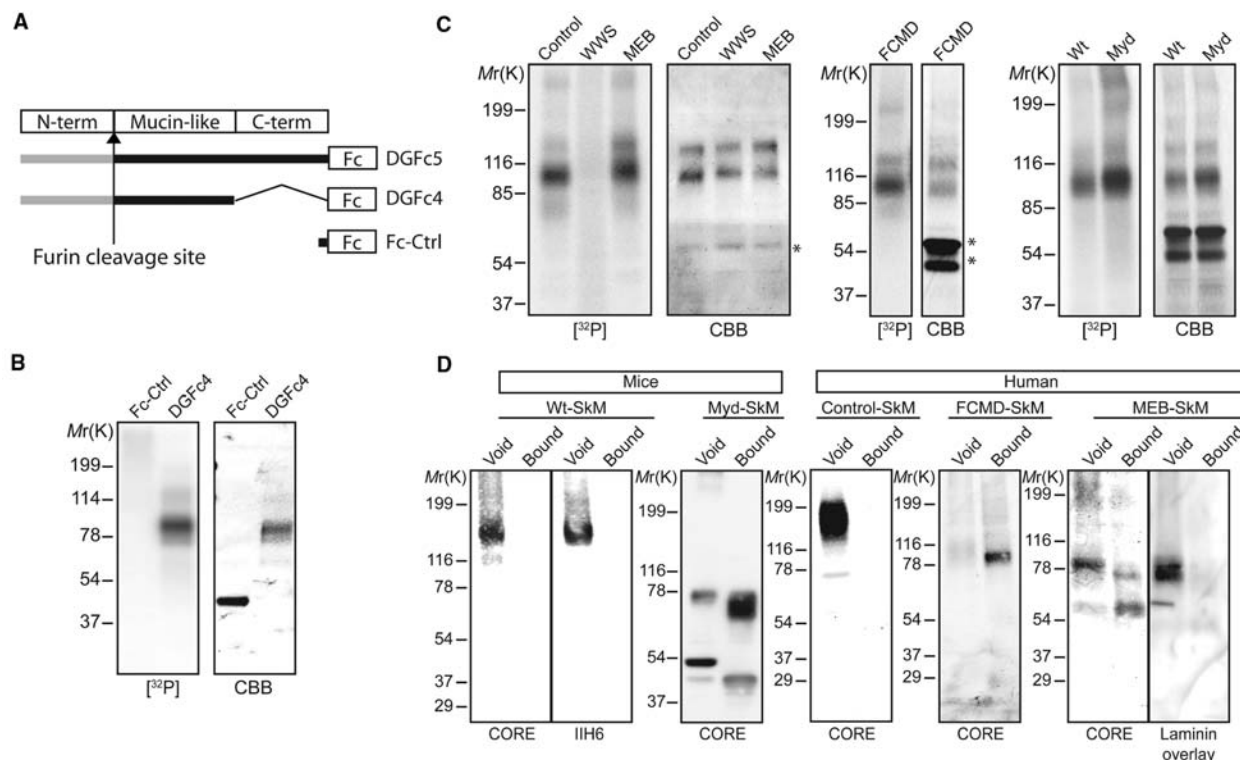 A
N-term Mucin-like C-term
Fc DGFc5
Fc DGFc4
Fc Fc-Ctrl
Furin cleavage site
B
Fc-Ctrl DGFc4 Fc-Ctrl DGFc4
Mr(K)
199
114
78
54
37
[³²P] CBB
C
Control WWS MEB Control WWS MEB
Mr(K)
199
116
85
54
37
*
[³²P] CBB
FCMD FCMD
Mr(K)
199
116
85
54
37
*
*
[³²P] CBB
Wt Myd Wt Myd
Mr(K)
199
116
85
54
37
[³²P] CBB
D
Mice Human
Wt-SkM Myd-SkM Control-SkM FCMD-SkM MEB-SkM
Void Bound Void Bound Void Bound Void Bound Void Bound Void Bound Void Bound
Mr(K)
199
116
78
54
37
29
CORE IIH6
Mr(K)
199
116
78
54
37
CORE
Mr(K)
199
116
78
54
37
29
CORE
Mr(K)
199
116
78
54
37
29
CORE
Mr(K)
199
116
78
54
37
29
CORE Laminin
overlay